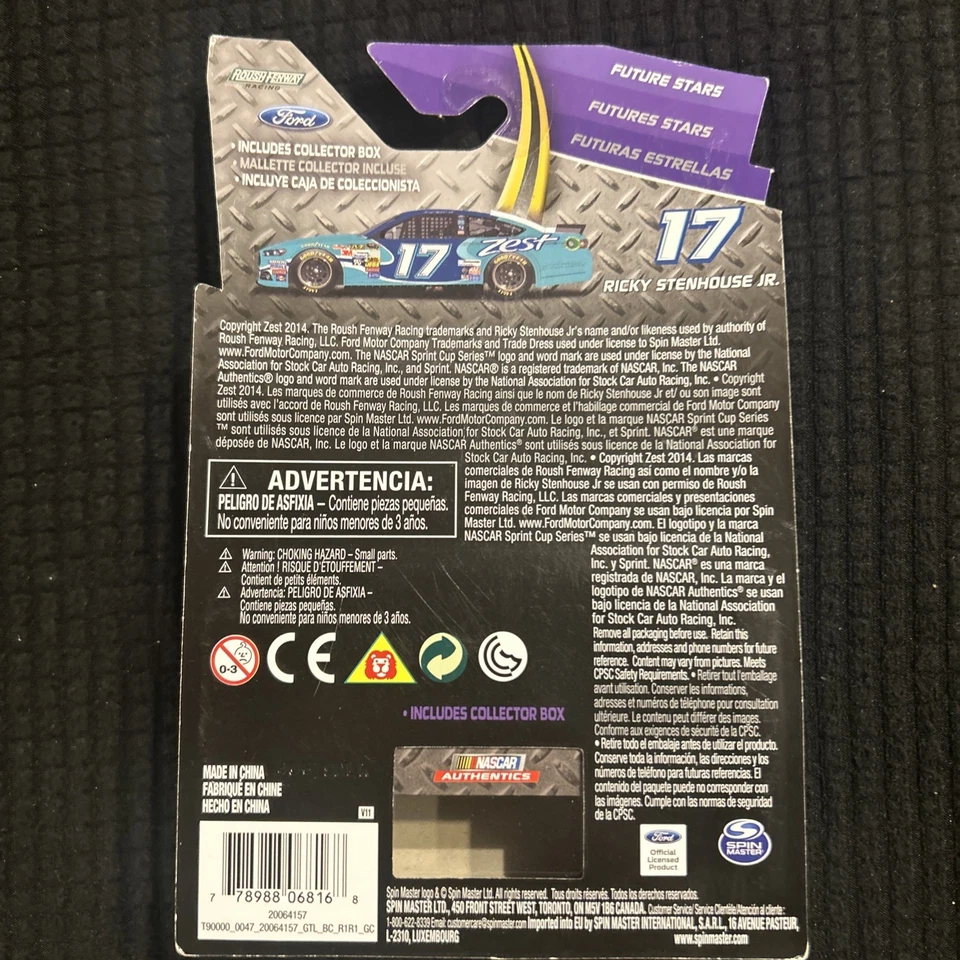 ROUSH FENWAY
RACING
Ford
• INCLUDES COLLECTOR BOX
• MALLETTE COLLECTOR INCLUSE
• INCLUYE CAJA DE COLECCIONISTA
FUTURE STARS
FUTURES STARS
FUTURAS ESTRELLAS
17
zest
17
RICKY STENHOUSE JR.
Copyright Zest 2014. The Roush Fenway Racing trademarks and Ricky Stenhouse Jr's name and/or likeness used by authority of
Roush Fenway Racing, LLC. Ford Motor Company Trademarks and Trade Dress used under license to Spin Master Ltd.
www.FordMotorCompany.com. The NASCAR Sprint Cup Series™ logo and word mark are used under license by the National
Association for Stock Car Auto Racing, Inc., and Sprint. NASCAR® is a registered trademark of NASCAR, Inc. The NASCAR
Authentics® logo and word mark are used under license by the National Association for Stock Car Auto Racing, Inc. • Copyright
Zest 2014. Les marques de commerce de Roush Fenway Racing ainsi que le nom de Ricky Stenhouse Jr et/ ou son image sont
utilisés avec l'accord de Roush Fenway Racing, LLC. Les marques de commerce et l'habillage commercial de Ford Motor Company
sont utilisés sous licence par Spin Master Ltd. www.FordMotorCompany.com. Le logo et la marque NASCAR Sprint Cup Series
™ sont utilisés sous licence de la National Association for Stock Car Auto Racing, Inc., et Sprint. NASCAR® est une marque
déposée de NASCAR, Inc. Le logo et la marque NASCAR Authentics® sont utilisés sous licence de la National Association for
Stock Car Auto Racing, Inc. • Copyright Zest 2014. Las marcas
comerciales de Roush Fenway Racing así como el nombre y/o la
imagen de Ricky Stenhouse Jr se usan con permiso de Roush
Fenway Racing, LLC. Las marcas comerciales y presentaciones
comerciales de Ford Motor Company se usan bajo licencia por Spin
Master Ltd. www.FordMotorCompany.com. El logotipo y la marca
NASCAR Sprint Cup Series™ se usan bajo licencia de la National
Association for Stock Car Auto Racing,
Inc. y Sprint. NASCAR® es una marca
registrada de NASCAR, Inc. La marca y el
logotipo de NASCAR Authentics® se usan
bajo licencia de la National Association
for Stock Car Auto Racing, Inc.
ADVERTENCIA:
PELIGRO DE ASFIXIA – Contiene piezas pequeñas.
No conveniente para niños menores de 3 años.
Warning: CHOKING HAZARD – Small parts.
Attention ! RISQUE D'ÉTOUFFEMENT –
Contient de petits éléments.
Advertencia: PELIGRO DE ASFIXIA –
Contiene piezas pequeñas.
No conveniente para niños menores de 3 años.
0-3
CE
Remove all packaging before use. Retain this
information, addresses and phone numbers for future
reference. Content may vary from pictures. Meets
CPSC Safety Requirements. • Retirer tout l'emballage
avant utilisation. Conserver les informations,
adresses et numéros de téléphone pour consultation
ultérieure. Le contenu peut différer des images.
Conforme aux exigences de sécurité de la CPSC.
• Retire todo el embalaje antes de utilizar el producto.
Conserve toda la información, las direcciones y los
números de teléfono para futuras referencias. El
contenido del paquete puede no corresponder con
las imágenes. Cumple con las normas de seguridad
de la CPSC.
• INCLUDES COLLECTOR BOX
NASCAR
AUTHENTICS
MADE IN CHINA
FABRIQUÉ EN CHINE
HECHO EN CHINA
V11
7 78988 06816 8
20064157
T90000_0047_20064157_GTL_BC_R1R1_GC
Ford
Official
Licensed
Product
SPIN
MASTER
Spin Master logo & © Spin Master Ltd. All rights reserved. Tous droits réservés. Todos los derechos reservados.
SPIN MASTER LTD., 450 FRONT STREET WEST, TORONTO, ON M5V 1B6 CANADA. Customer Service/ Service Clientèle/Atención al cliente:
1-800-622-8339 Email: customercare@spinmaster.com Imported into EU by SPIN MASTER INTERNATIONAL, S.A.R.L., 16 AVENUE PASTEUR,
L-2310, LUXEMBOURG
www.spinmaster.com